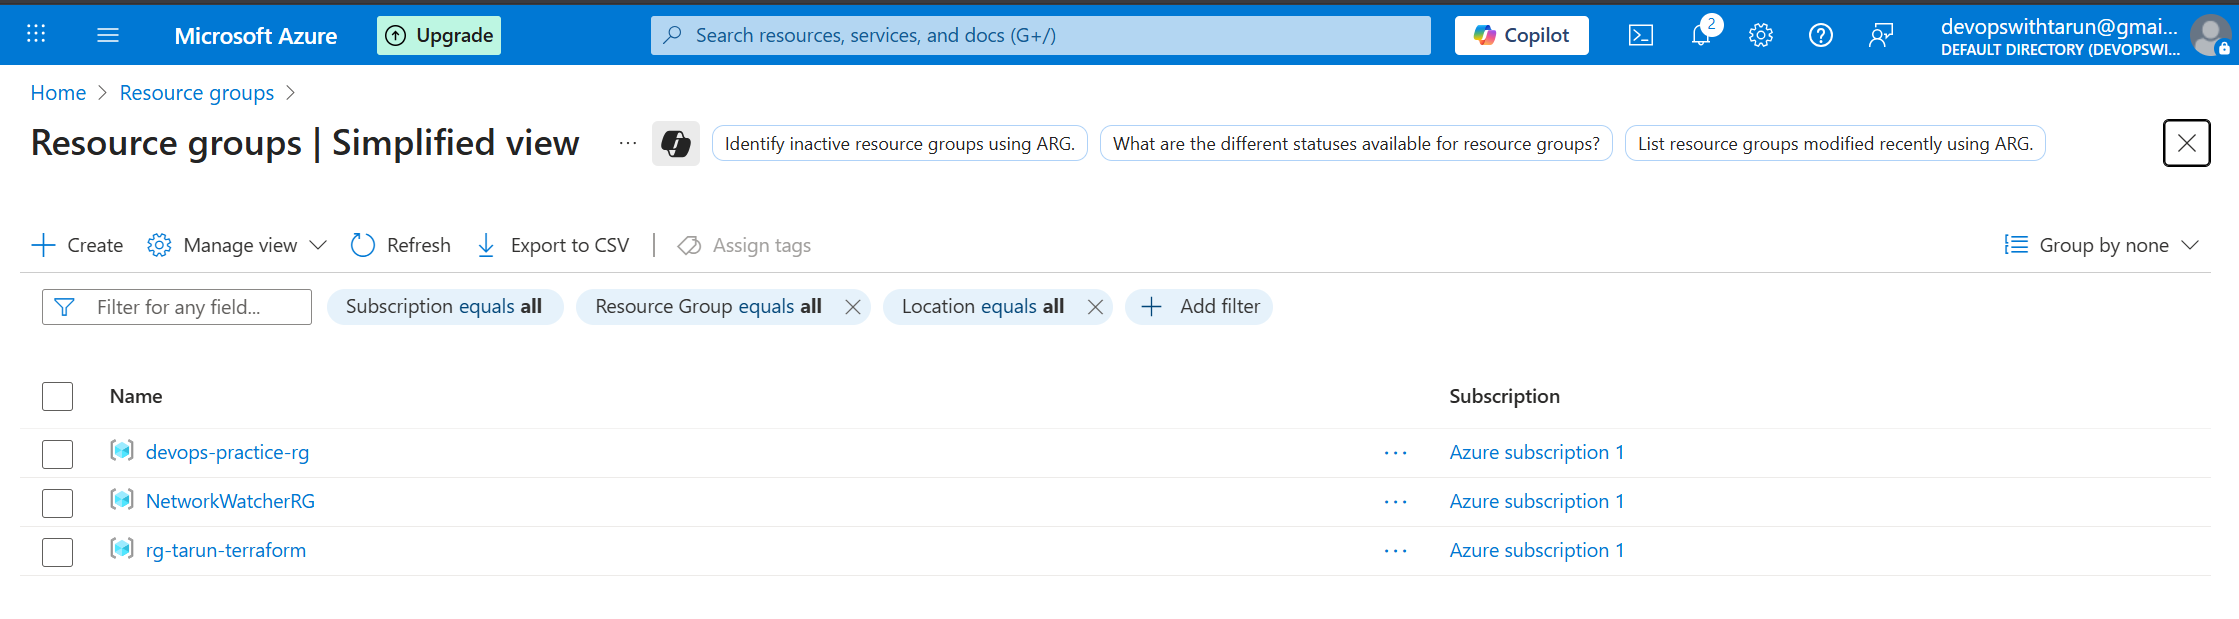 Microsoft Azure Upgrade Search resources, services, and docs (G+/) Copilot 2 devopswithtarun@gmai...
DEFAULT DIRECTORY (DEVOPSWI...
Home > Resource groups >
Resource groups | Simplified view ... Identify inactive resource groups using ARG. What are the different statuses available for resource groups? List resource groups modified recently using ARG.
Create Manage view Refresh Export to CSV | Assign tags Group by none
Filter for any field... Subscription equals all Resource Group equals all Location equals all Add filter
Name Subscription
devops-practice-rg ... Azure subscription 1
NetworkWatcherRG ... Azure subscription 1
rg-tarun-terraform ... Azure subscription 1